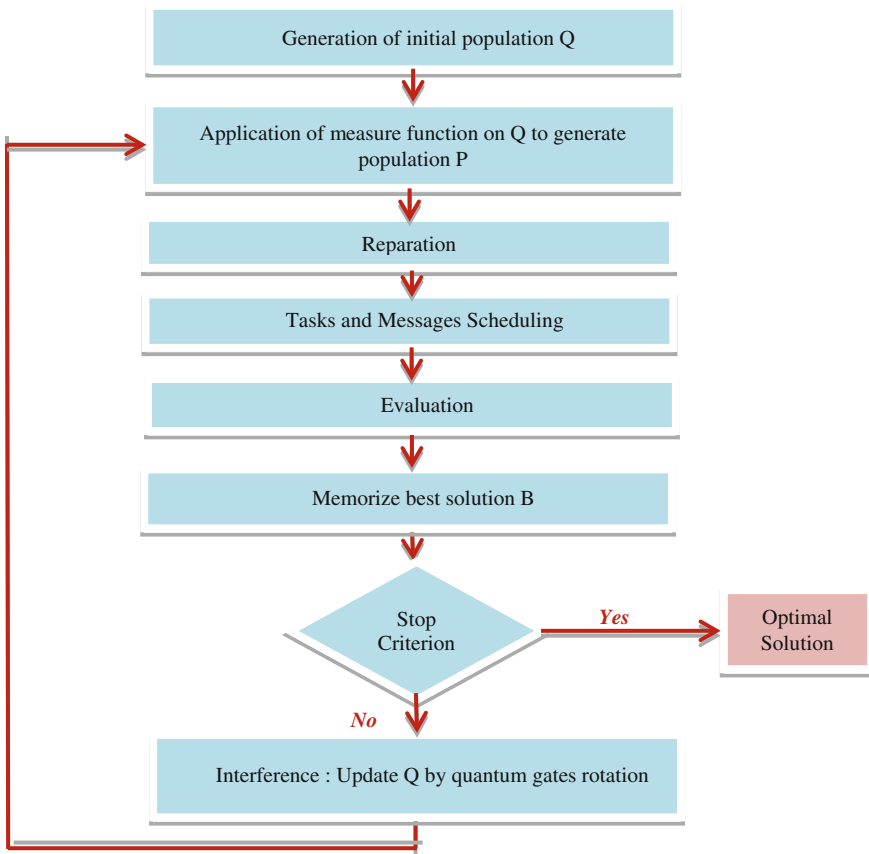 Generation of initial population Q
Application of measure function on Q to generate
population P
Reparation
Tasks and Messages Scheduling
Evaluation
Memorize best solution B
Stop
Criterion
Yes
Optimal
Solution
No
Interference : Update Q by quantum gates rotation